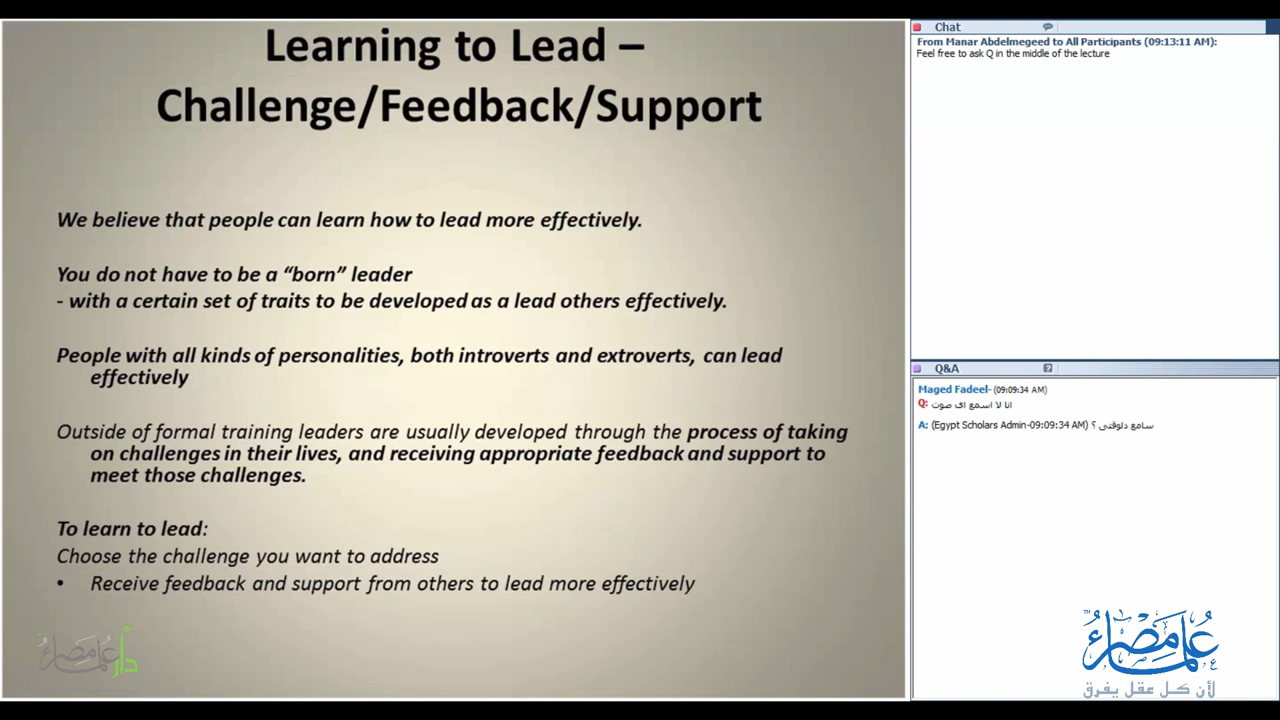 Learning to Lead –
Challenge/Feedback/Support
We believe that people can learn how to lead more effectively.
You do not have to be a “born” leader
- with a certain set of traits to be developed as a lead others effectively.
People with all kinds of personalities, both introverts and extroverts, can lead
effectively
Outside of formal training leaders are usually developed through the process of taking
on challenges in their lives, and receiving appropriate feedback and support to
meet those challenges.
To learn to lead:
Choose the challenge you want to address
• Receive feedback and support from others to lead more effectively
دار علماء مصر
Chat
From Manar Abdelmegeed to All Participants (09:13:11 AM):
Feel free to ask Q in the middle of the lecture
Q&A
Maged Fadeel- (09:09:34 AM)
Q: انا لا اسمع اى صوت
A: (Egypt Scholars Admin-09:09:34 AM) سامع دلوقتى ؟
علماء مصر
TM
لأن كل عقل يفرق